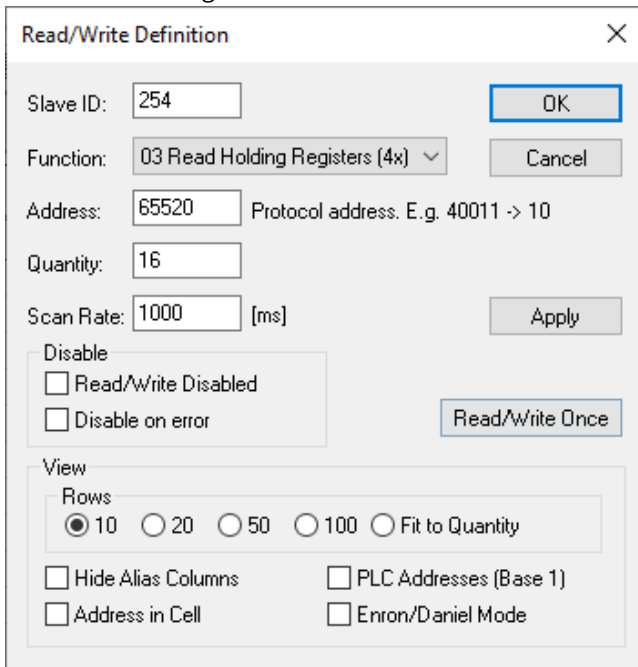 Read/Write Definition
Slave ID: 254 OK
Function: 03 Read Holding Registers (4x) Cancel
Address: 65520 Protocol address. E.g. 40011 -> 10
Quantity: 16
Scan Rate: 1000 [ms] Apply
Disable
Read/Write Disabled
Disable on error Read/Write Once
View
Rows
10 20 50 100 Fit to Quantity
Hide Alias Columns PLC Addresses (Base 1)
Address in Cell Enron/Daniel Mode